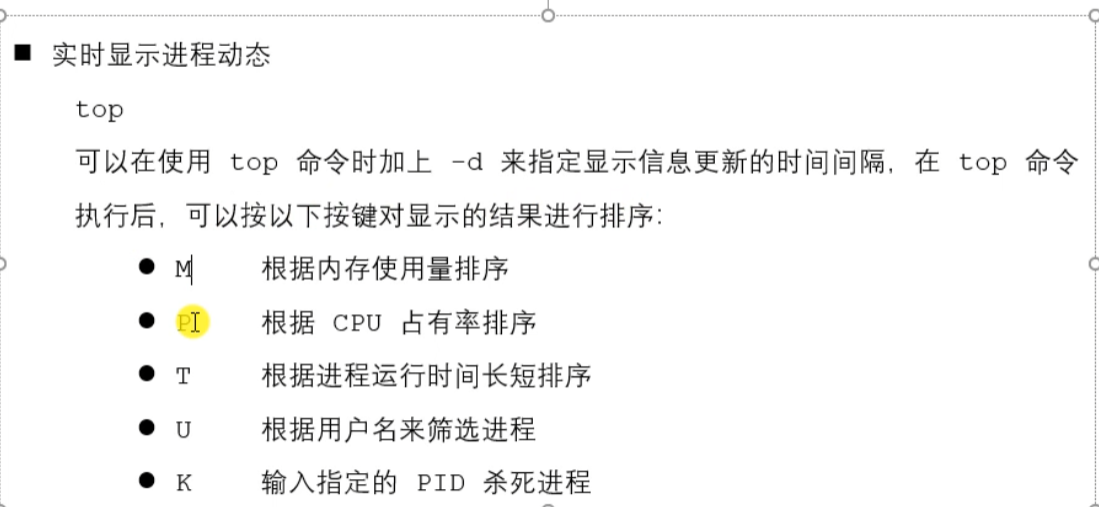 ■ 实时显示进程动态
top
可以在使用 top 命令时加上 -d 来指定显示信息更新的时间间隔，在 top 命令
执行后，可以按以下按键对显示的结果进行排序：
● M 根据内存使用量排序
● P 根据 CPU 占有率排序
● T 根据进程运行时间长短排序
● U 根据用户名来筛选进程
● K 输入指定的 PID 杀死进程